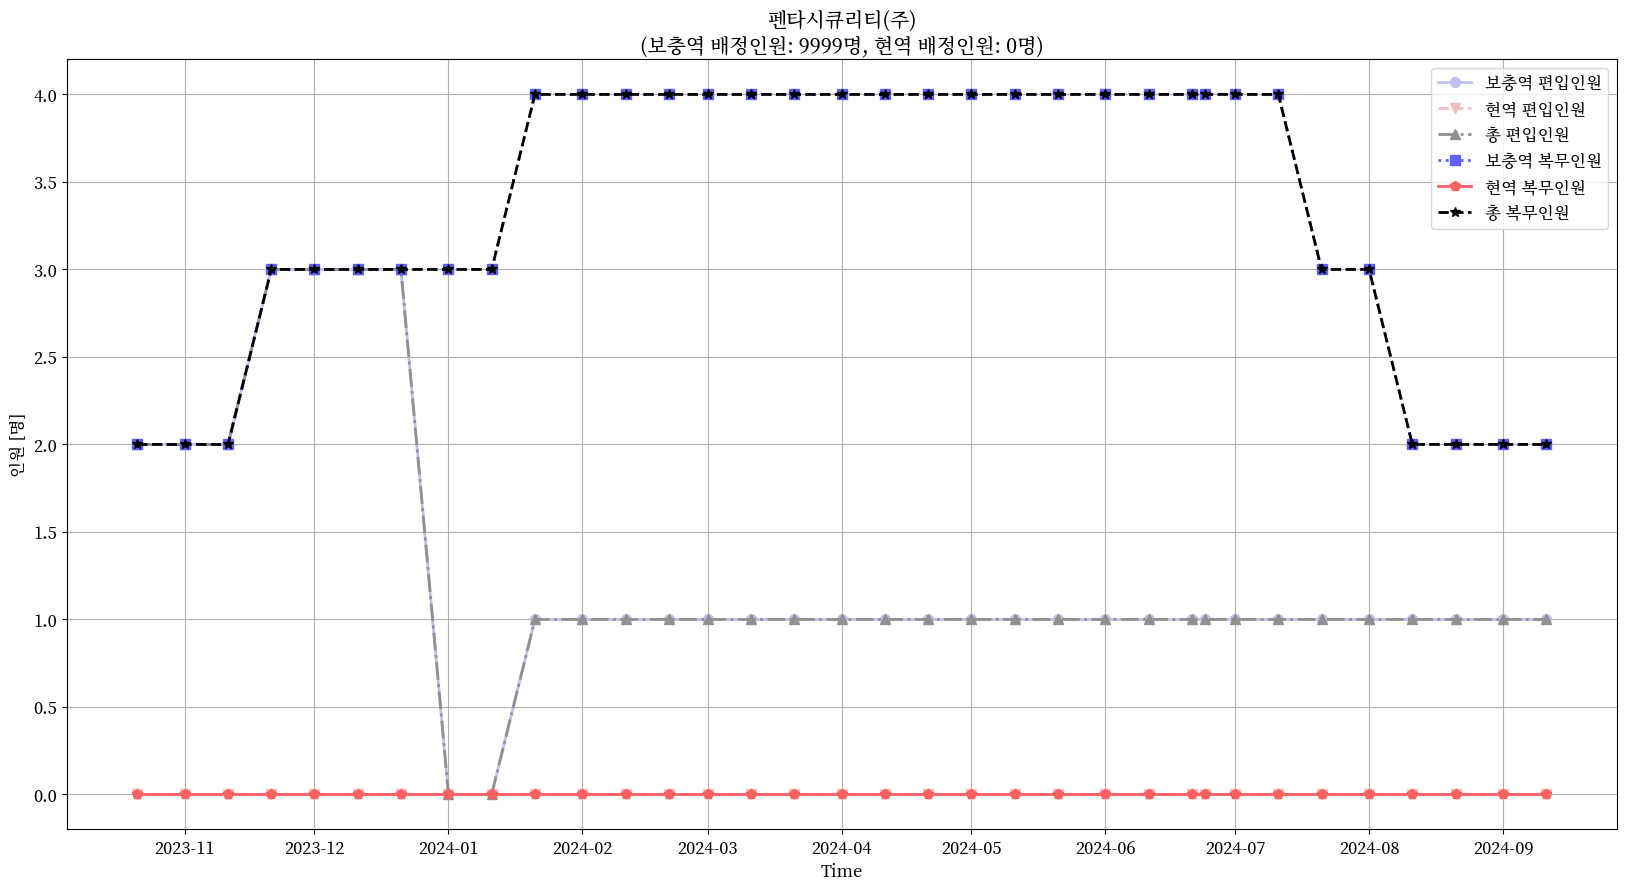 펜타시큐리티(주)
(보충역 배정인원: 9999명, 현역 배정인원: 0명)
보충역 편입인원
현역 편입인원
총 편입인원
보충역 복무인원
현역 복무인원
총 복무인원
인원 [명]
4.0
3.5
3.0
2.5
2.0
1.5
1.0
0.5
0.0
2023-11
2023-12
2024-01
2024-02
2024-03
2024-04
2024-05
2024-06
2024-07
2024-08
2024-09
Time